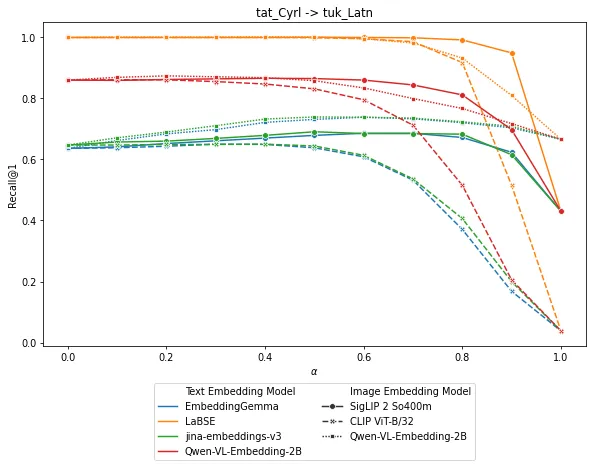 tat_Cyrl -> tuk_Latn
Recall@1
1.0
0.8
0.6
0.4
0.2
0.0
0.0
0.2
0.4
0.6
0.8
1.0
α
Text Embedding Model
EmbeddingGemma
LaBSE
jina-embeddings-v3
Qwen-VL-Embedding-2B
Image Embedding Model
SigLIP 2 So400m
CLIP ViT-B/32
Qwen-VL-Embedding-2B